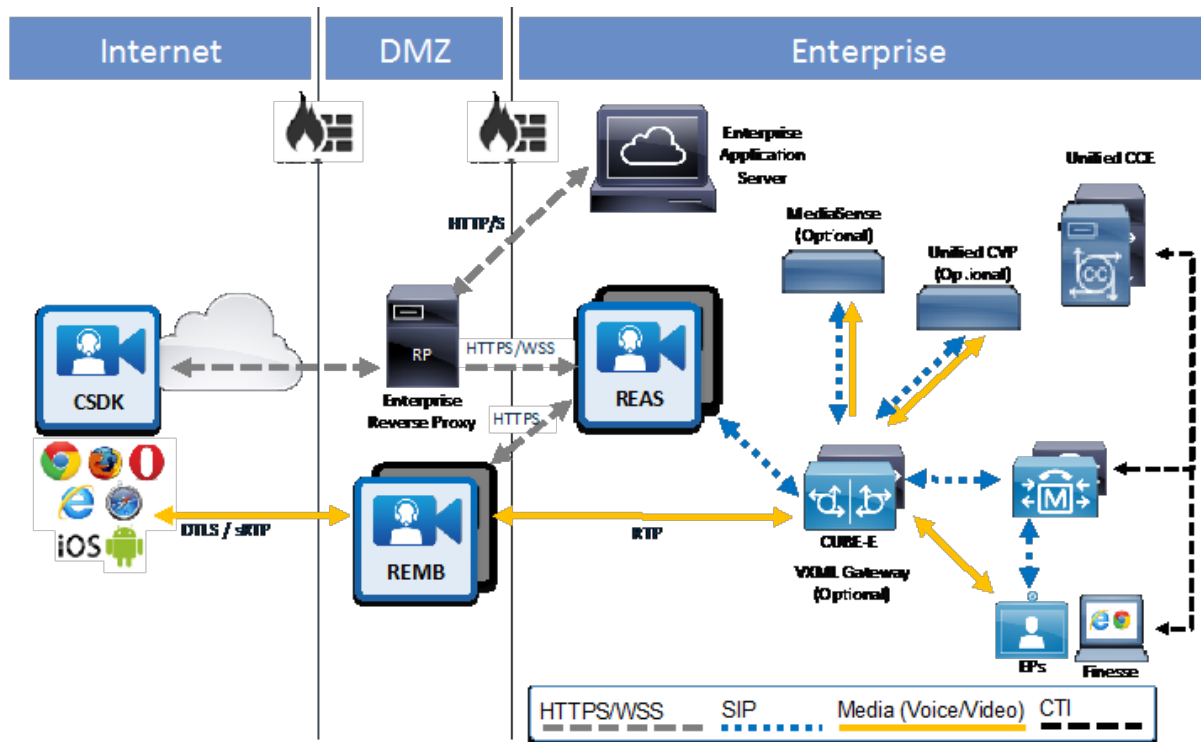 Internet
DMZ
Enterprise
Enterprise
Application
Server
Unified CCE
MediaSense
(Optional)
HTTP/S
Unified CVP
(Optional)
CC
RP
HTTPS/WSS
CSDK
REAS
Enterprise
Reverse Proxy
HTTPS
M
DTLS / sRTP
iOS
REMB
RTP
CUBE-E
VXML Gateway
(Optional)
EPs
Finesse
HTTPS/WSS
SIP
Media (Voice/Video)
CTI